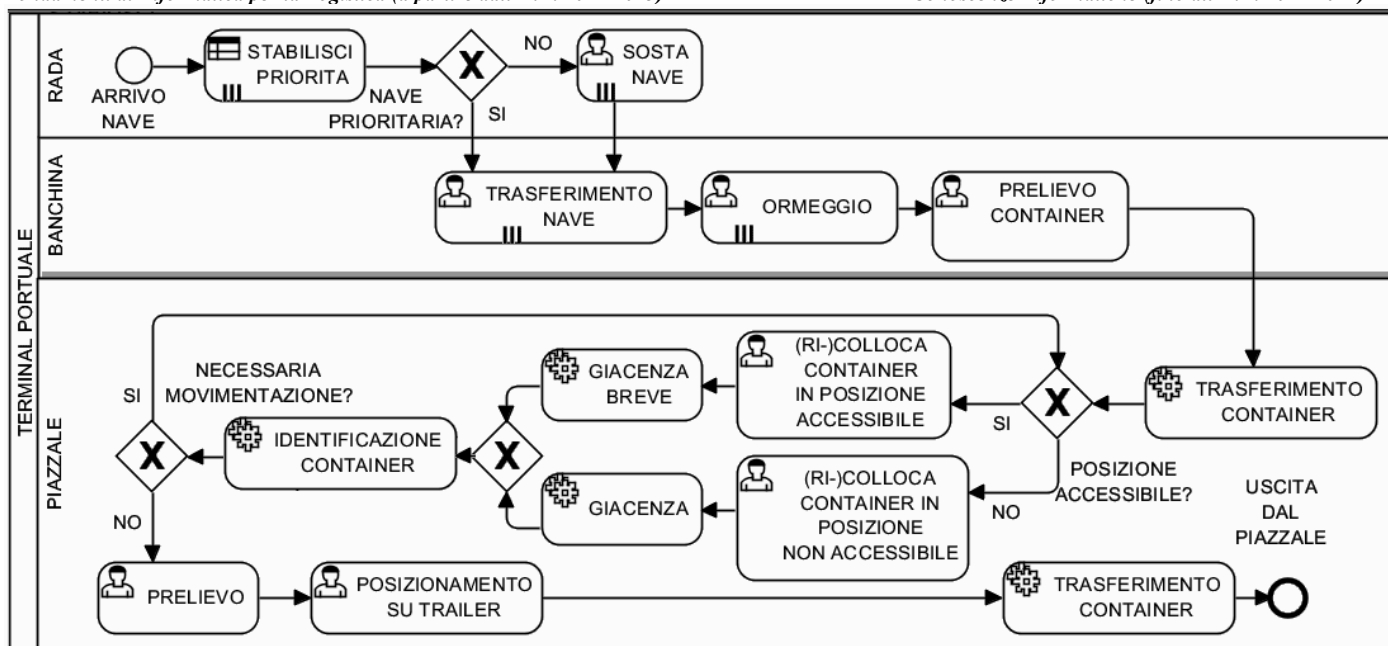 TERMINAL PORTUALE
RADA
ARRIVO
NAVE
STABILISCI
PRIORITA
NAVE
PRIORITARIA?
NO
SI
SOSTA
NAVE
BANCHINA
TRASFERIMENTO
NAVE
ORMEGGIO
PRELIEVO
CONTAINER
PIAZZALE
TRASFERIMENTO
CONTAINER
POSIZIONE
ACCESSIBILE?
SI
NO
(RI-)COLLOCA
CONTAINER
IN POSIZIONE
ACCESSIBILE
(RI-)COLLOCA
CONTAINER IN
POSIZIONE
NON ACCESSIBILE
GIACENZA
BREVE
GIACENZA
IDENTIFICAZIONE
CONTAINER
NECESSARIA
MOVIMENTAZIONE?
SI
NO
PRELIEVO
POSIZIONAMENTO
SU TRAILER
TRASFERIMENTO
CONTAINER
USCITA
DAL
PIAZZALE